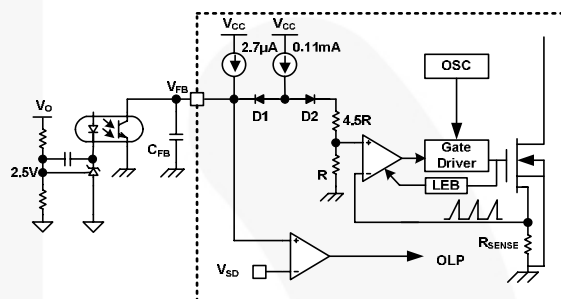 VCC VCC
2.7µA 0.11mA
OSC
VFB
VO
D1 D2
4.5R
CFB
Gate
Driver
R
2.5V
LEB
RSENSE
VSD
OLP
+
-
+
-